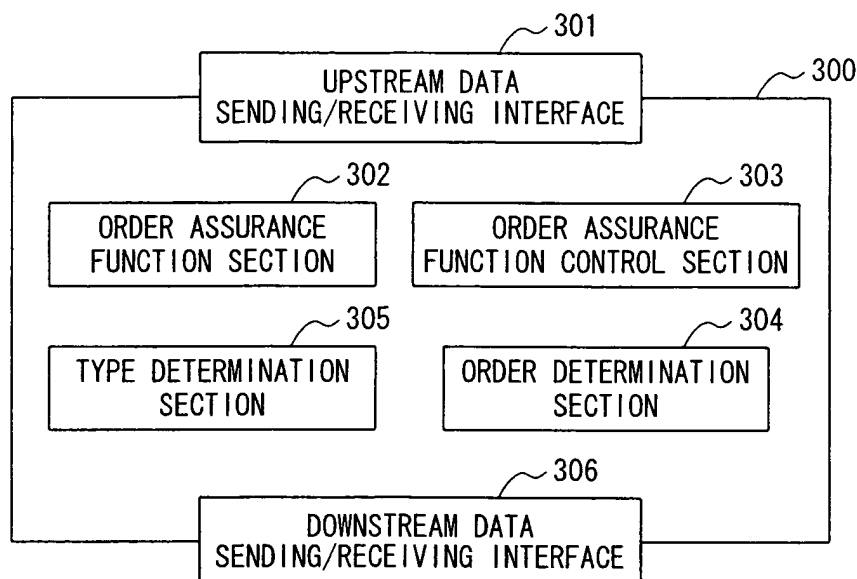 301
UPSTREAM DATA
SENDING/RECEIVING INTERFACE
300
302
ORDER ASSURANCE
FUNCTION SECTION
303
ORDER ASSURANCE
FUNCTION CONTROL SECTION
305
TYPE DETERMINATION
SECTION
304
ORDER DETERMINATION
SECTION
306
DOWNSTREAM DATA
SENDING/RECEIVING INTERFACE